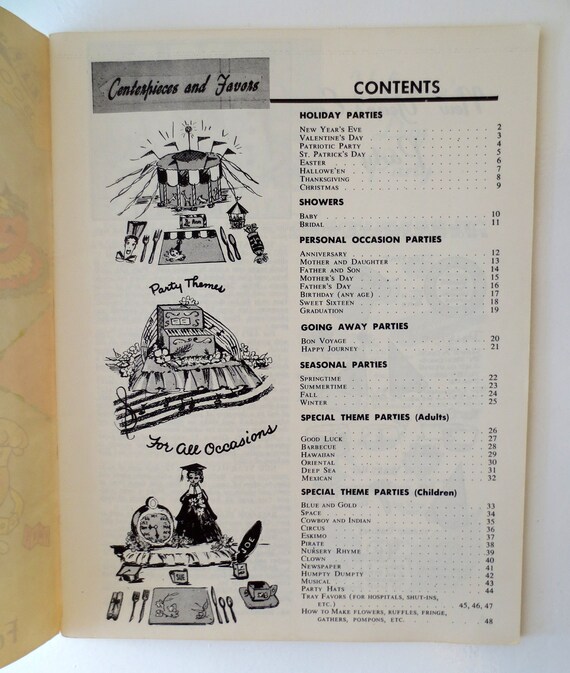 Centerpieces and Favors
Party Themes
For All Occasions
JOE
CONTENTS
HOLIDAY PARTIES
NEW YEAR'S EVE 2
VALENTINE'S DAY 3
PATRIOTIC PARTY 4
ST. PATRICK'S DAY 5
EASTER 6
HALLOWE'EN 7
THANKSGIVING 8
CHRISTMAS 9
SHOWERS
BABY 10
BRIDAL 11
PERSONAL OCCASION PARTIES
ANNIVERSARY 12
MOTHER AND DAUGHTER 13
FATHER AND SON 14
MOTHER'S DAY 15
FATHER'S DAY 16
BIRTHDAY (ANY AGE) 17
SWEET SIXTEEN 18
GRADUATION 19
GOING AWAY PARTIES
BON VOYAGE 20
HAPPY JOURNEY 21
SEASONAL PARTIES
SPRINGTIME 22
SUMMERTIME 23
FALL 24
WINTER 25
SPECIAL THEME PARTIES (Adults)
26
GOOD LUCK 27
BARBECUE 28
HAWAIIAN 29
ORIENTAL 30
DEEP SEA 31
MEXICAN 32
SPECIAL THEME PARTIES (Children)
BLUE AND GOLD 33
SPACE 34
COWBOY AND INDIAN 35
CIRCUS 36
ESKIMO 37
PIRATE 38
NURSERY RHYME 39
CLOWN 40
NEWSPAPER 41
HUMPTY DUMPTY 42
MUSICAL 43
PARTY HATS 44
TRAY FAVORS (FOR HOSPITALS, SHUT-INS,
ETC.) 45, 46, 47
HOW TO MAKE FLOWERS, RUFFLES, FRINGE,
GATHERS, POMPONS, ETC. 48